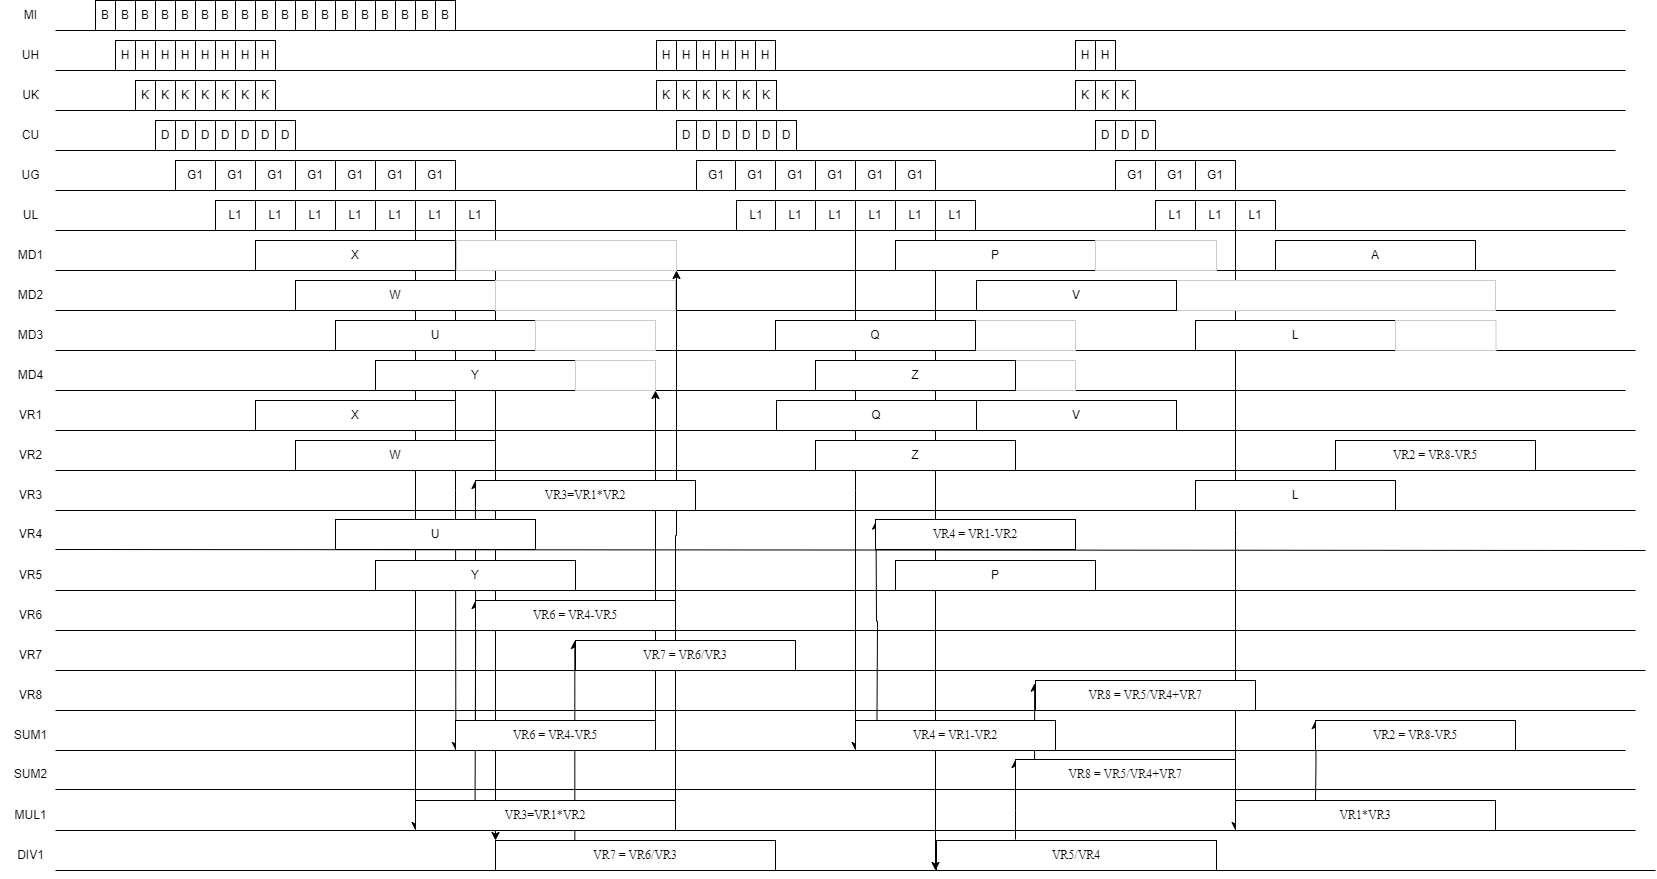 MI B B B B B B B B B B B B B B B B B B
UH H H H H H H H H H H H H H H H H
UK K K K K K K K K K K K K K K K K
CU D D D D D D D D D D D D D D D D
UG G1 G1 G1 G1 G1 G1 G1 G1 G1 G1 G1 G1 G1 G1 G1 G1
UL L1 L1 L1 L1 L1 L1 L1 L1 L1 L1 L1 L1 L1 L1 L1 L1
MD1 X P A
MD2 W V
MD3 U Q L
MD4 Y Z
VR1 X Q V
VR2 W Z VR2 = VR8-VR5
VR3 VR3=VR1*VR2 L
VR4 U VR4 = VR1-VR2
VR5 Y P
VR6 VR6 = VR4-VR5
VR7 VR7 = VR6/VR3
VR8 VR8 = VR5/VR4+VR7
SUM1 VR6 = VR4-VR5 VR4 = VR1-VR2 VR2 = VR8-VR5
SUM2 VR8 = VR5/VR4+VR7
MUL1 VR3=VR1*VR2 VR1*VR3
DIV1 VR7 = VR6/VR3 VR5/VR4